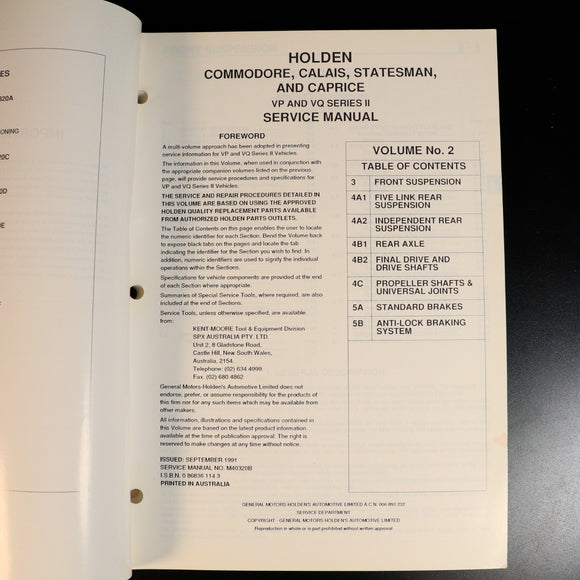 ES
320A
ONING
20C
0D
E
HOLDEN
COMMODORE, CALAIS, STATESMAN,
AND CAPRICE
VP AND VQ SERIES II
SERVICE MANUAL
FOREWORD
A multi-volume approach has been adopted in presenting
service information for VP and VQ Series II Vehicles.
The information in this Volume, when used in conjunction with
the appropriate companion volumes listed on the previous
page, will provide service procedures and specifications for
VP and VQ Series II Vehicles.
THE SERVICE AND REPAIR PROCEDURES DETAILED IN
THIS VOLUME ARE BASED ON USING THE APPROVED
HOLDEN QUALITY REPLACEMENT PARTS AVAILABLE
FROM AUTHORIZED HOLDEN PARTS OUTLETS.
The Table of Contents on this page enables the user to locate
the numeric identifier for each Section. Bend the Volume back
to expose black tabs on the pages and locate the tab
indicating the identifier for the Section you wish to find. In
addition, numeric identifiers are used to signify the individual
operations within the Sections.
Specifications for vehicle components are provided at the end
of each Section where appropriate.
Summaries of Special Service Tools, where required, are also
included at the end of Sections.
Service Tools, unless otherwise specified, are available
from:
KENT-MOORE Tool & Equipment Division
SPX AUSTRALIA PTY. LTD.
Unit 2, 8 Gladstone Road,
Castle Hill, New South Wales,
Australia, 2154.
Telephone: (02) 634 4999
Fax. (02) 680 4862
General Motors-Holden's Automotive Limited does not
endorse, prefer, or assume responsibility for the products of
this firm nor for any such items which may be available from
other makers.
All information, illustrations and specifications contained in
this Volume are based on the latest product information
available at the time of publication approval. The right is
reserved to make changes at any time without notice.
ISSUED: SEPTEMBER 1991
SERVICE MANUAL NO. M40320B
I.S.B.N. 0 86836 114 3
PRINTED IN AUSTRALIA
VOLUME No. 2
TABLE OF CONTENTS
3 FRONT SUSPENSION
4A1 FIVE LINK REAR
SUSPENSION
4A2 INDEPENDENT REAR
SUSPENSION
4B1 REAR AXLE
4B2 FINAL DRIVE AND
DRIVE SHAFTS
4C PROPELLER SHAFTS &
UNIVERSAL JOINTS
5A STANDARD BRAKES
5B ANTI-LOCK BRAKING
SYSTEM
GENERAL MOTORS-HOLDEN'S AUTOMOTIVE LIMITED A.C.N. 006 893 232
SERVICE DEPARTMENT
COPYRIGHT - GENERAL MOTORS-HOLDEN'S LIMITED
Reproduction in whole or in part prohibited without written approval